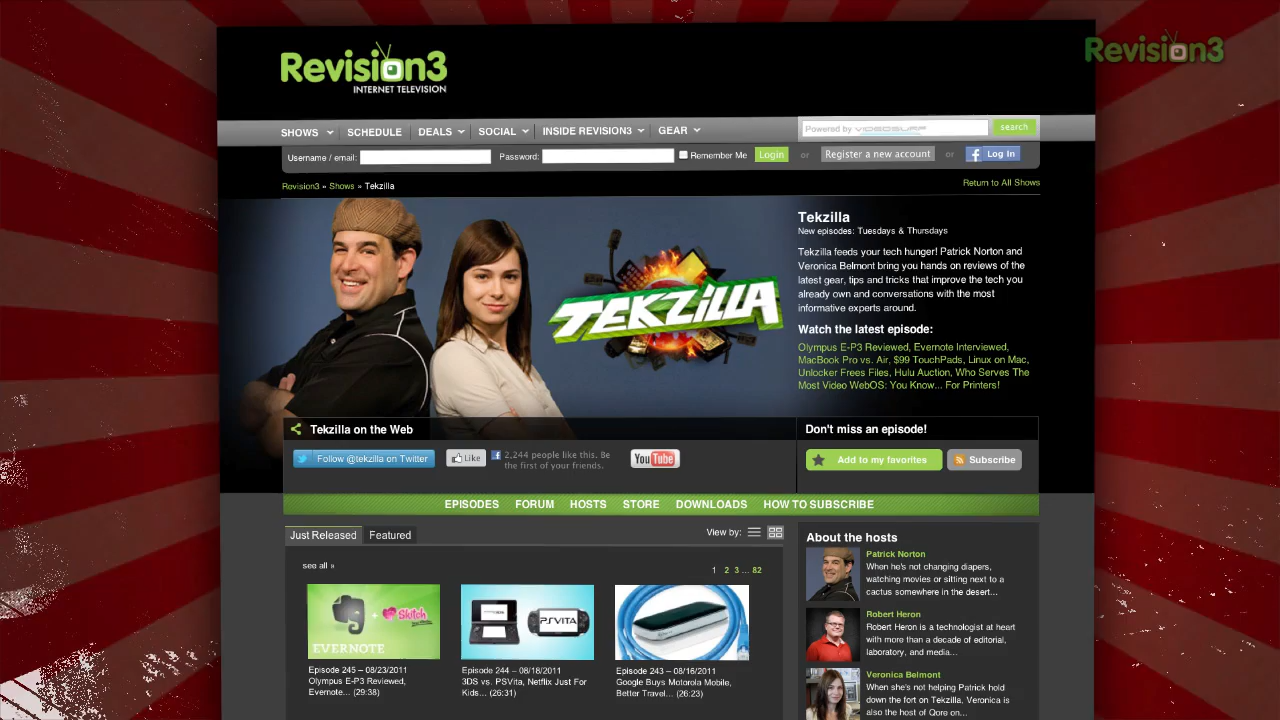 Revision3
INTERNET TELEVISION
Revision3
SHOWS
SCHEDULE
DEALS
SOCIAL
INSIDE REVISION3
GEAR
Powered by VIDEOSURF
search
Username / email:
Password:
Remember Me
Login
or
Register a new account
or
f Log In
Revision3 » Shows » Tekzilla
Return to All Shows
TEKZILLA
Tekzilla
New episodes: Tuesdays & Thursdays
Tekzilla feeds your tech hunger! Patrick Norton and
Veronica Belmont bring you hands on reviews of the
latest gear, tips and tricks that improve the tech you
already own and conversations with the most
informative experts around.
Watch the latest episode:
Olympus E-P3 Reviewed, Evernote Interviewed,
MacBook Pro vs. Air, $99 TouchPads, Linux on Mac,
Unlocker Frees Files, Hulu Auction, Who Serves The
Most Video WebOS: You Know... For Printers!
Tekzilla on the Web
Follow @tekzilla on Twitter
Like
f 2,244 people like this. Be
the first of your friends.
YouTube
Don't miss an episode!
Add to my favorites
Subscribe
EPISODES
FORUM
HOSTS
STORE
DOWNLOADS
HOW TO SUBSCRIBE
Just Released
Featured
View by:
see all »
1 2 3 ... 82
Skitch
EVERNOTE
Episode 245 – 08/23/2011
Olympus E-P3 Reviewed,
Evernote... (29:38)
PSVITA
Episode 244 – 08/18/2011
3DS vs. PSVita, Netflix Just For
Kids... (26:31)
Episode 243 – 08/16/2011
Google Buys Motorola Mobile,
Better Travel... (26:23)
About the hosts
Patrick Norton
When he's not changing diapers,
watching movies or sitting next to a
cactus somewhere in the desert...
Robert Heron
Robert Heron is a technologist at heart
with more than a decade of editorial,
laboratory, and media...
Veronica Belmont
When she's not helping Patrick hold
down the fort on Tekzilla, Veronica is
also the host of Qore on...